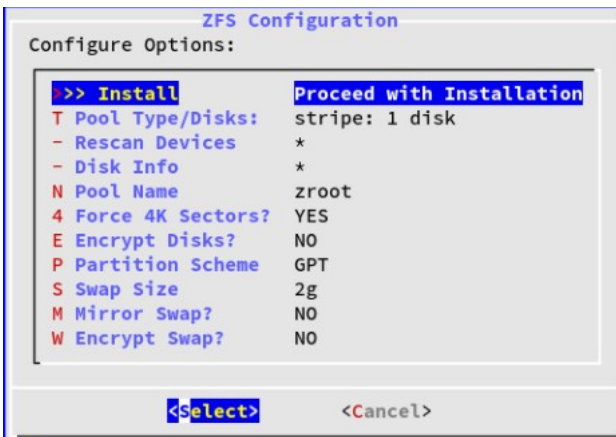 ZFS Configuration
Configure Options:
>>> Install Proceed with Installation
T Pool Type/Disks: stripe: 1 disk
- Rescan Devices *
- Disk Info *
N Pool Name zroot
4 Force 4K Sectors? YES
E Encrypt Disks? NO
P Partition Scheme GPT
S Swap Size 2g
M Mirror Swap? NO
W Encrypt Swap? NO
<Select> <Cancel>